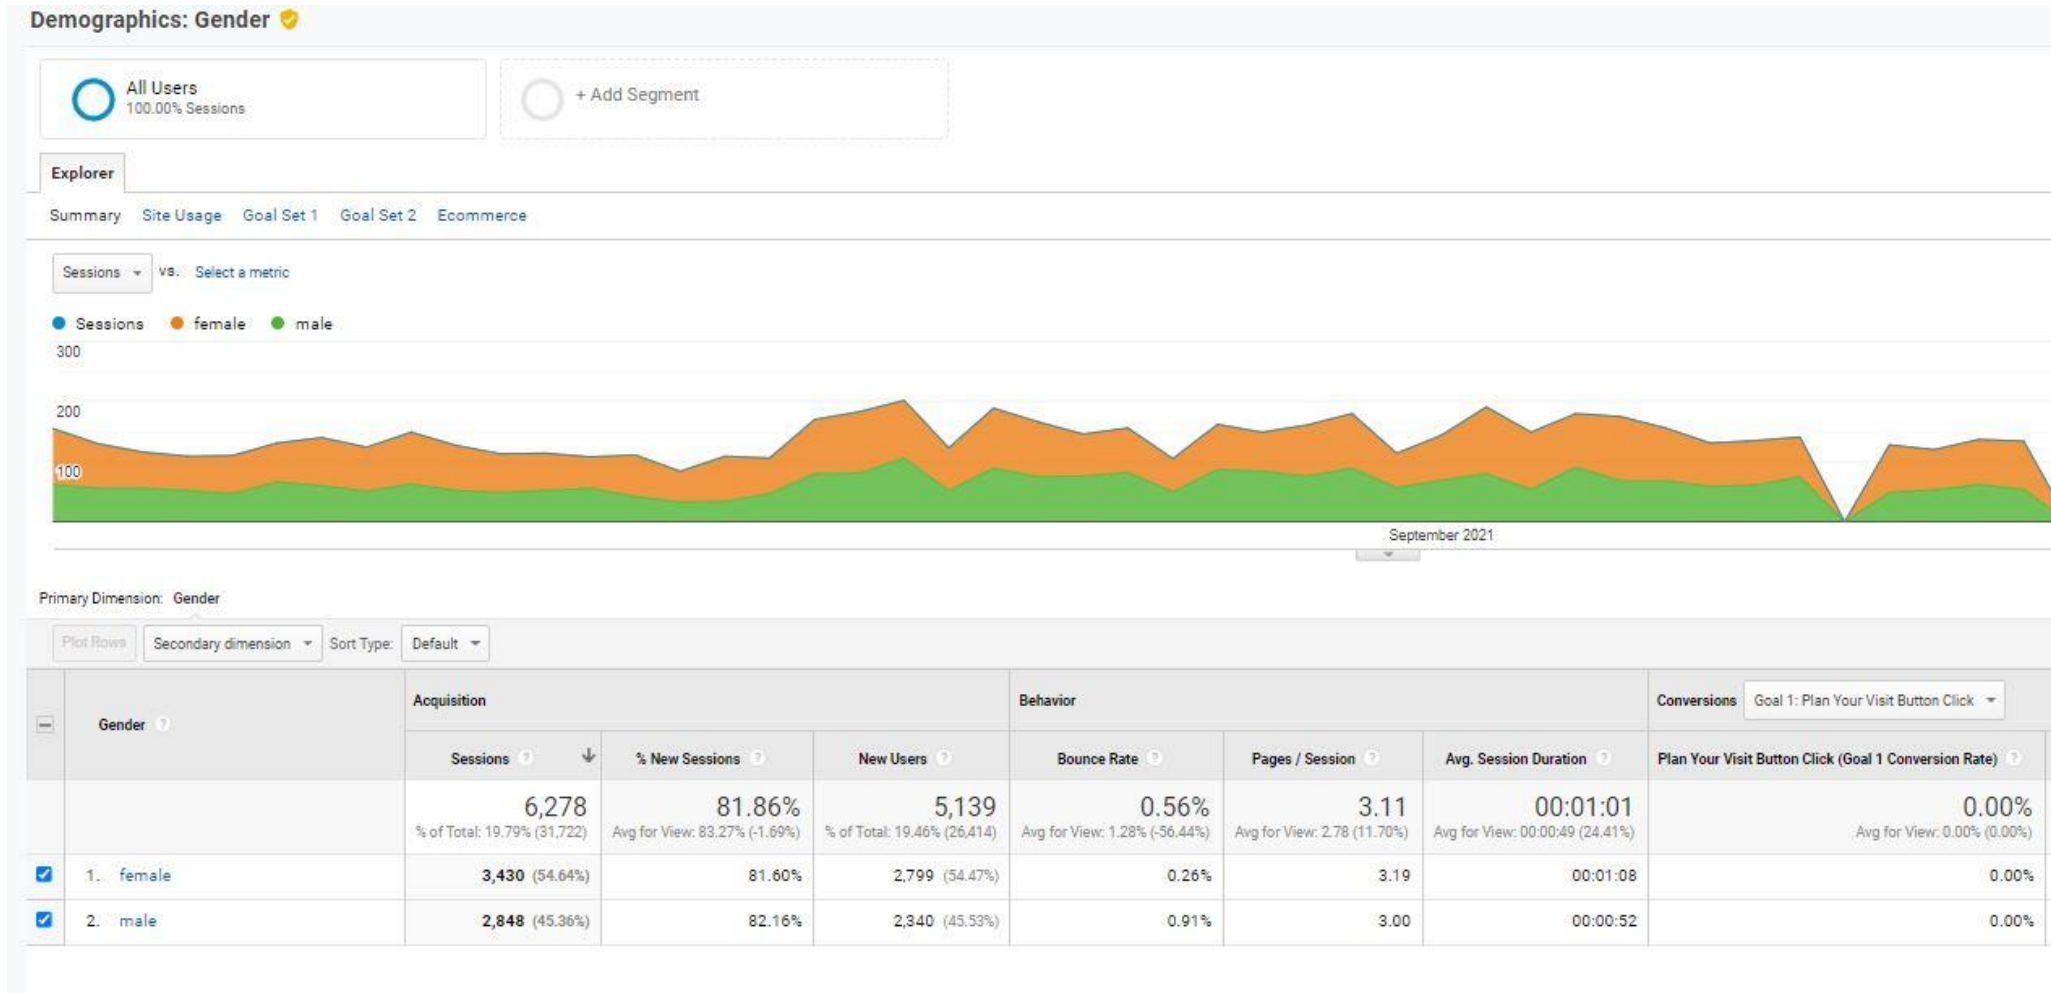 Demographics: Gender
All Users
100.00% Sessions
+ Add Segment
Explorer
Summary Site Usage Goal Set 1 Goal Set 2 Ecommerce
Sessions VS. Select a metric
Sessions female male
300
200
100
September 2021
Primary Dimension: Gender
Plot Rows Secondary dimension Sort Type: Default
Acquisition Behavior Conversions Goal 1: Plan Your Visit Button Click
Gender ?
Sessions ? % New Sessions ? New Users ? Bounce Rate ? Pages / Session ? Avg. Session Duration ? Plan Your Visit Button Click (Goal 1 Conversion Rate) ?
6,278 81.86% 5,139 0.56% 3.11 00:01:01 0.00%
% of Total: 19.79% (31,722) Avg for View: 83.27% (-1.69%) % of Total: 19.46% (26,414) Avg for View: 1.28% (-56.44%) Avg for View: 2.78 (11.70%) Avg for View: 00:00:49 (24.41%) Avg for View: 0.00% (0.00%)
1. female 3,430 (54.64%) 81.60% 2,799 (54.47%) 0.26% 3.19 00:01:08 0.00%
2. male 2,848 (45.36%) 82.16% 2,340 (45.53%) 0.91% 3.00 00:00:52 0.00%